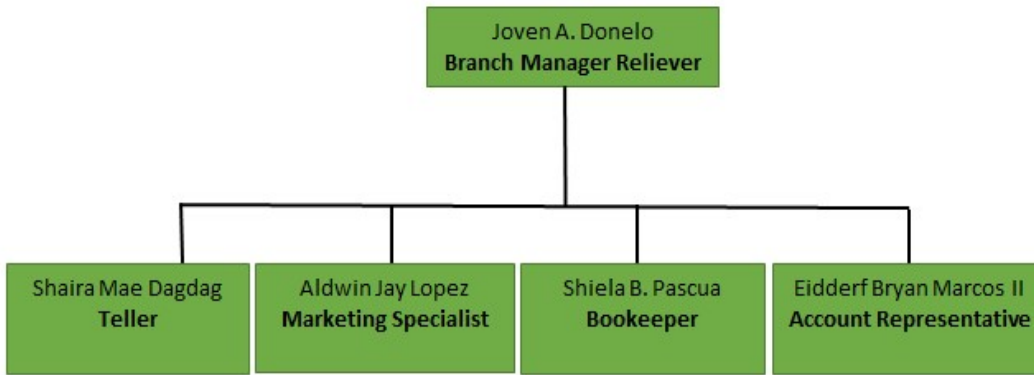 Joven A. Donelo
Branch Manager Reliever
Shaira Mae Dagdag
Teller
Aldwin Jay Lopez
Marketing Specialist
Shiela B. Pascua
Bookeeper
Eidderf Bryan Marcos II
Account Representative